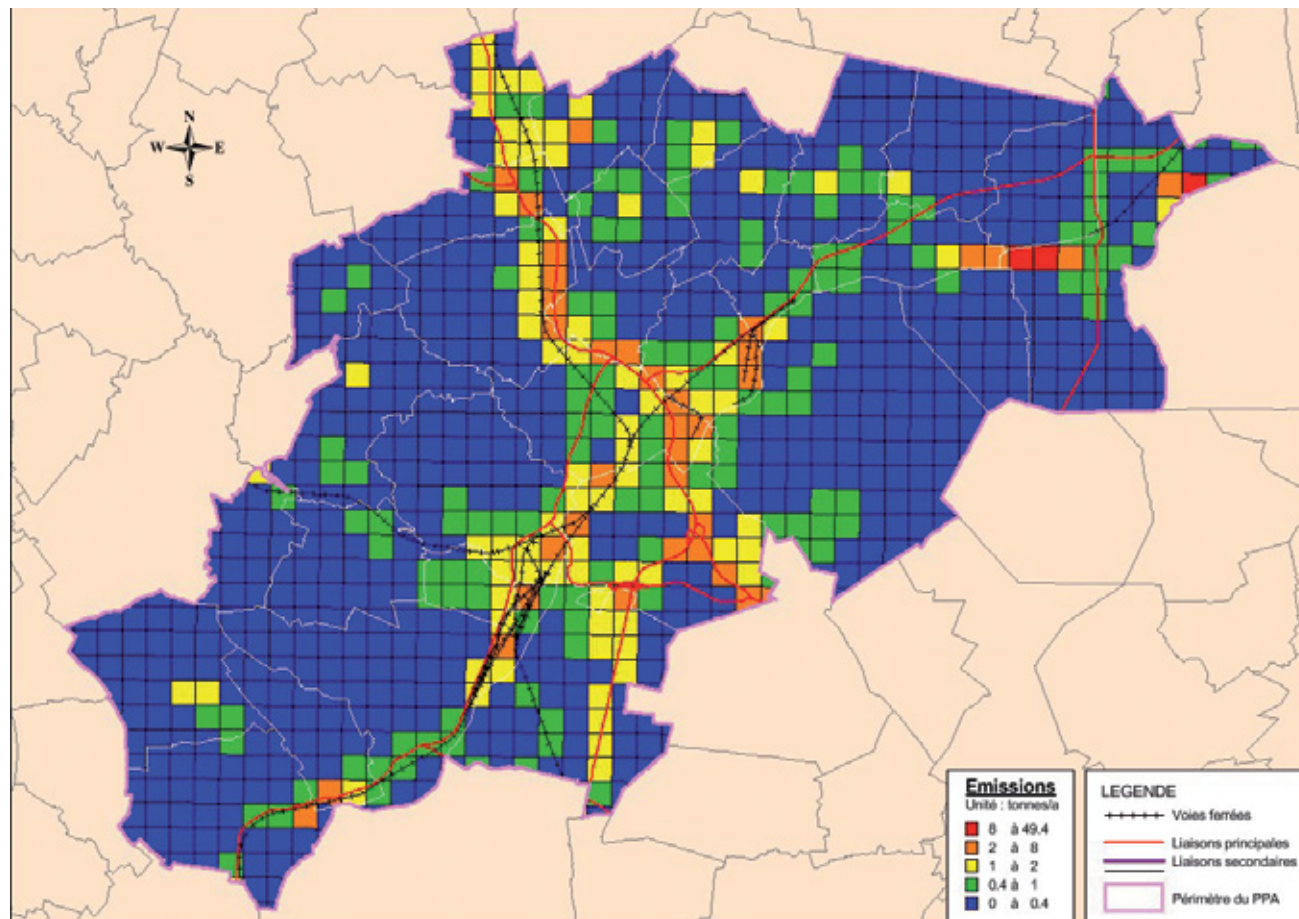 N
W E
S
Emissions
Unité : tonnes/a
8 à 49.4
2 à 8
1 à 2
0.4 à 1
0 à 0.4
LEGENDE
Voies ferrées
Liaisons principales
Liaisons secondaires
Périmètre du PPA